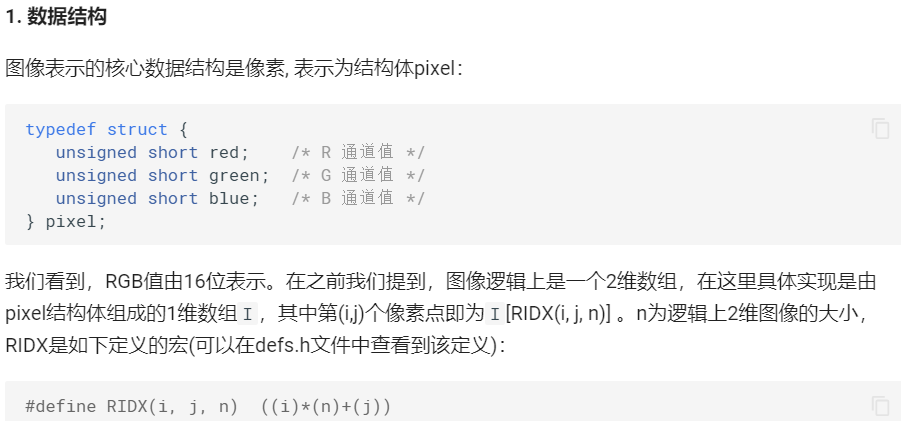 1. 数据结构
图像表示的核心数据结构是像素, 表示为结构体pixel：
typedef struct {
   unsigned short red;    /* R 通道值 */
   unsigned short green;  /* G 通道值 */
   unsigned short blue;   /* B 通道值 */
} pixel;
我们看到，RGB值由16位表示。在之前我们提到，图像逻辑上是一个2维数组，在这里具体实现是由
pixel结构体组成的1维数组 I ，其中第(i,j)个像素点即为 I [RIDX(i, j, n)] 。n为逻辑上2维图像的大小，
RIDX是如下定义的宏(可以在defs.h文件中查看到该定义)：
#define RIDX(i, j, n)  ((i)*(n)+(j))